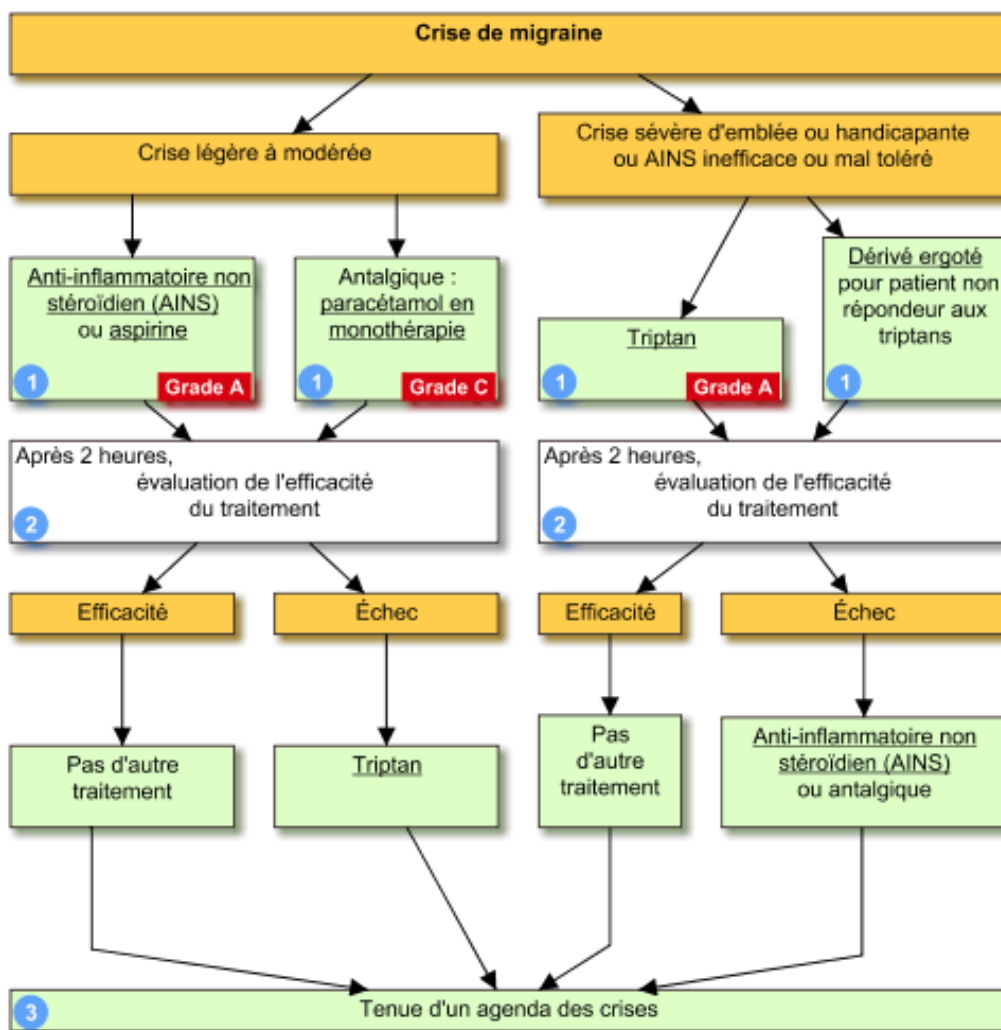 Crise de migraine
Crise légère à modérée
Crise sévère d'emblée ou handicapante
ou AINS inefficace ou mal toléré
Anti-inflammatoire non
stéroïdien (AINS)
ou aspirine
1
Grade A
Antalgique :
paracétamol en
monothérapie
1
Grade C
Triptan
1
Grade A
Dérivé ergoté
pour patient non
répondeur aux
triptans
1
Après 2 heures,
évaluation de l'efficacité
du traitement
2
Après 2 heures,
évaluation de l'efficacité
du traitement
2
Efficacité
Échec
Efficacité
Échec
Pas d'autre
traitement
Triptan
Pas
d'autre
traitement
Anti-inflammatoire non
stéroïdien (AINS)
ou antalgique
3
Tenue d'un agenda des crises